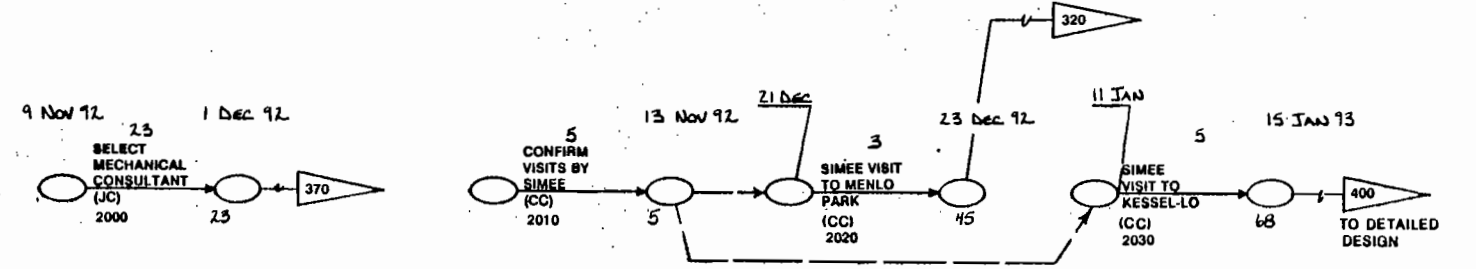 320
9 NOV 92
23
1 DEC 92
SELECT
MECHANICAL
CONSULTANT
(JC)
2000
23
370
5
CONFIRM
VISITS BY
SIMEE
(CC)
2010
13 NOV 92
5
21 DEC
3
SIMEE VISIT
TO MENLO
PARK
(CC)
2020
23 DEC 92
45
11 JAN
5
SIMEE
VISIT TO
KESSEL-LO
(CC)
2030
15 JAN 93
68
400
TO DETAILED
DESIGN